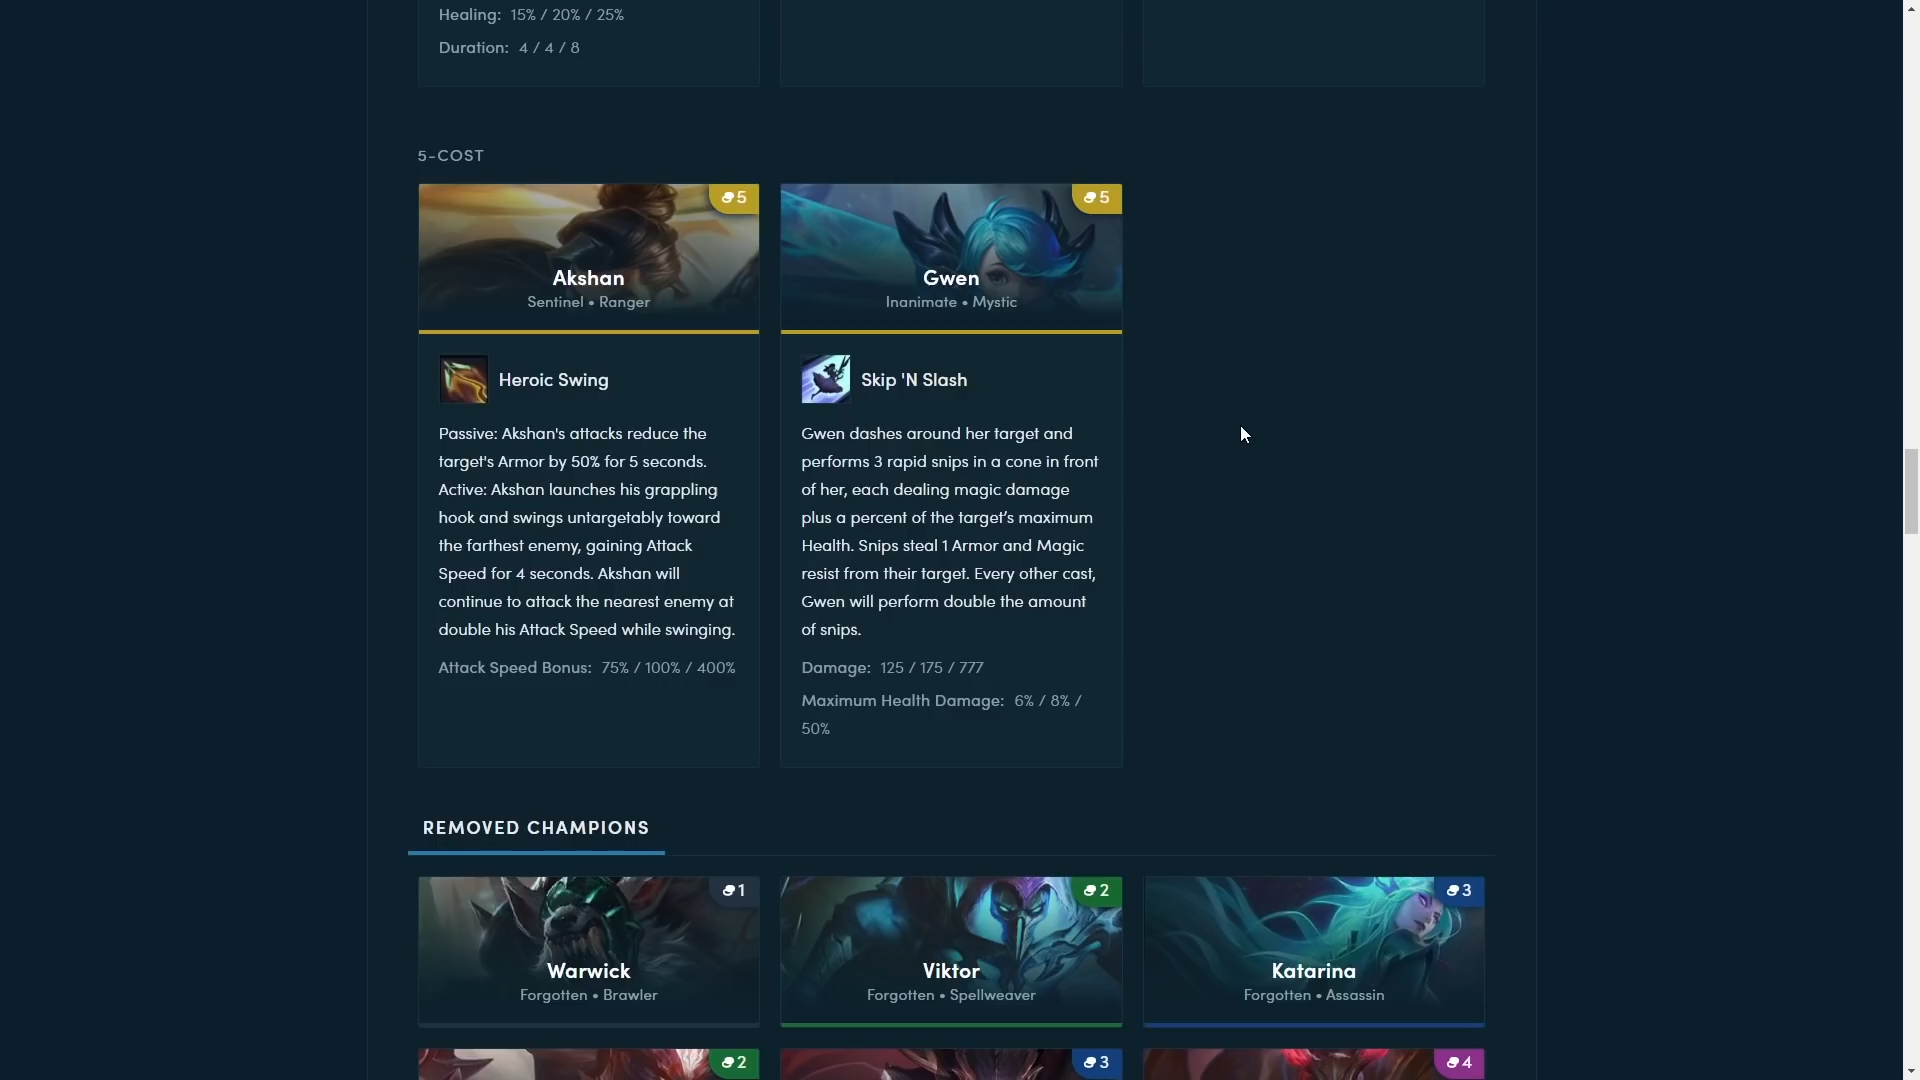 Healing: 15% / 20% / 25%
Duration: 4 / 4 / 8
5-COST
5
5
Akshan
Sentinel • Ranger
Gwen
Inanimate • Mystic
Heroic Swing
Passive: Akshan's attacks reduce the
target's Armor by 50% for 5 seconds.
Active: Akshan launches his grappling
hook and swings untargetably toward
the farthest enemy, gaining Attack
Speed for 4 seconds. Akshan will
continue to attack the nearest enemy at
double his Attack Speed while swinging.
Attack Speed Bonus: 75% / 100% / 400%
Skip 'N Slash
Gwen dashes around her target and
performs 3 rapid snips in a cone in front
of her, each dealing magic damage
plus a percent of the target’s maximum
Health. Snips steal 1 Armor and Magic
resist from their target. Every other cast,
Gwen will perform double the amount
of snips.
Damage: 125 / 175 / 777
Maximum Health Damage: 6% / 8% /
50%
REMOVED CHAMPIONS
1
2
3
Warwick
Forgotten • Brawler
Viktor
Forgotten • Spellweaver
Katarina
Forgotten • Assassin
2
3
4